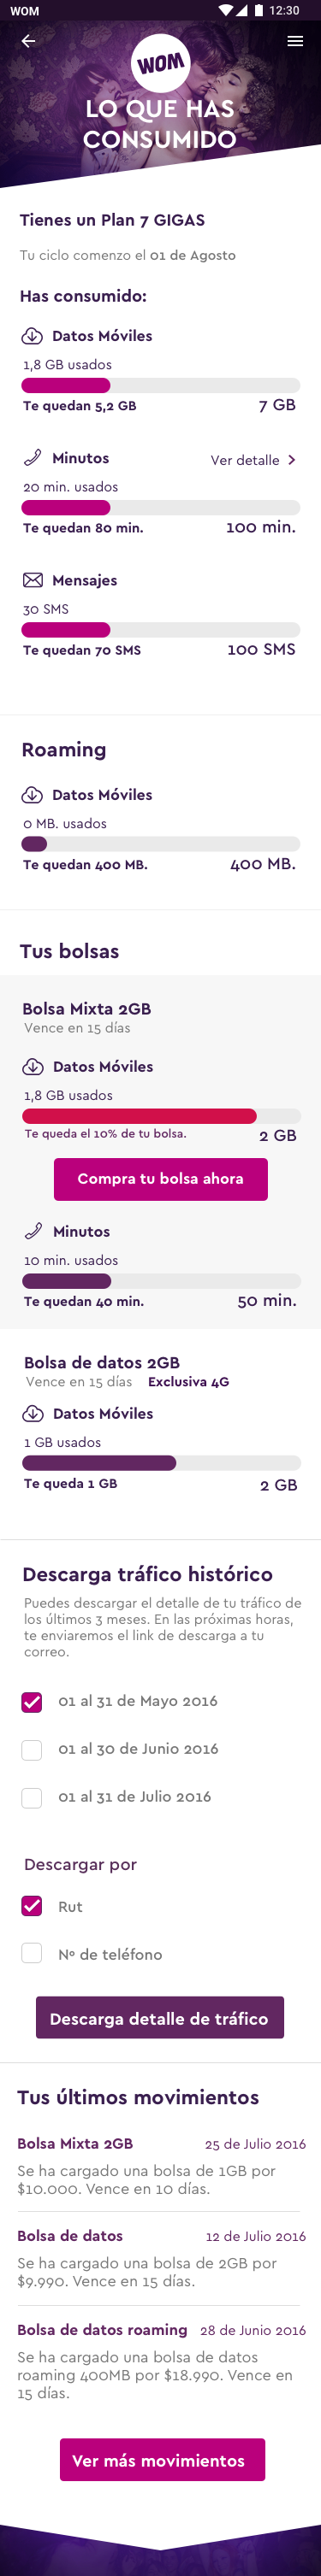 WOM 12:30
WOM
LO QUE HAS
CONSUMIDO
Tienes un Plan 7 GIGAS
Tu ciclo comenzo el 01 de Agosto
Has consumido:
Datos Móviles
1,8 GB usados
Te quedan 5,2 GB 7 GB
Minutos Ver detalle >
20 min. usados
Te quedan 80 min. 100 min.
Mensajes
30 SMS
Te quedan 70 SMS 100 SMS
Roaming
Datos Móviles
0 MB. usados
Te quedan 400 MB. 400 MB.
Tus bolsas
Bolsa Mixta 2GB
Vence en 15 días
Datos Móviles
1,8 GB usados
Te queda el 10% de tu bolsa. 2 GB
Compra tu bolsa ahora
Minutos
10 min. usados
Te quedan 40 min. 50 min.
Bolsa de datos 2GB
Vence en 15 días Exclusiva 4G
Datos Móviles
1 GB usados
Te queda 1 GB 2 GB
Descarga tráfico histórico
Puedes descargar el detalle de tu tráfico de
los últimos 3 meses. En las próximas horas,
te enviaremos el link de descarga a tu
correo.
01 al 31 de Mayo 2016
01 al 30 de Junio 2016
01 al 31 de Julio 2016
Descargar por
Rut
Nº de teléfono
Descarga detalle de tráfico
Tus últimos movimientos
Bolsa Mixta 2GB 25 de Julio 2016
Se ha cargado una bolsa de 1GB por
$10.000. Vence en 10 días.
Bolsa de datos 12 de Julio 2016
Se ha cargado una bolsa de 2GB por
$9.990. Vence en 15 días.
Bolsa de datos roaming 28 de Junio 2016
Se ha cargado una bolsa de datos
roaming 400MB por $18.990. Vence en
15 días.
Ver más movimientos